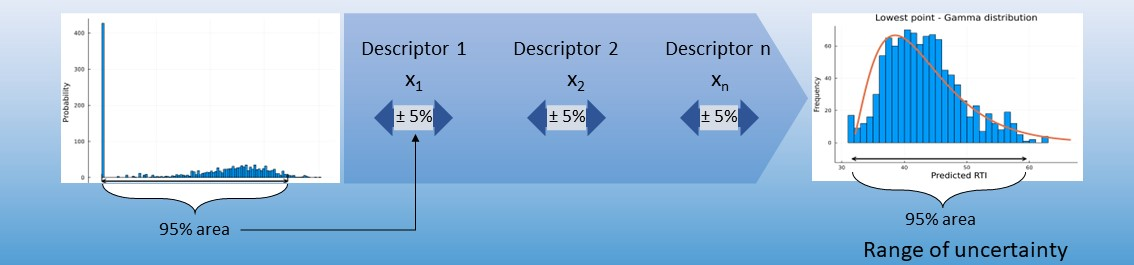 400
300
200
100
0
Probability
95% area
Descriptor 1
x1
± 5%
Descriptor 2
x2
± 5%
Descriptor n
xn
± 5%
Lowest point - Gamma distribution
60
40
20
0
Frequency
30 40 50 60
Predicted RTI
95% area
Range of uncertainty